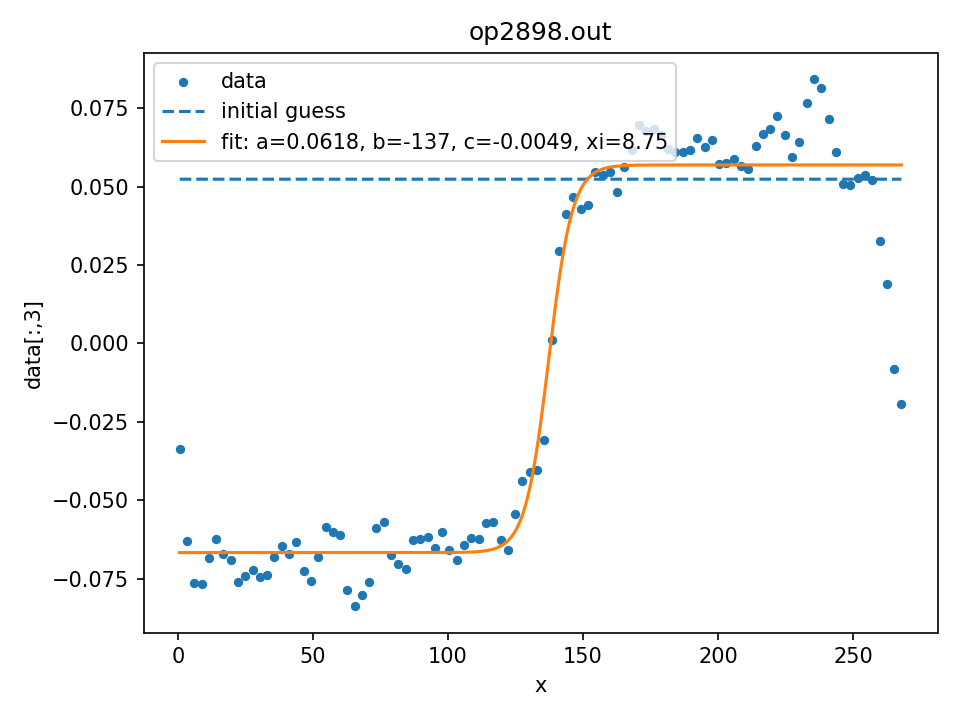 op2898.out
data
initial guess
fit: a=0.0618, b=-137, c=-0.0049, xi=8.75
0.075
0.050
0.025
0.000
−0.025
−0.050
−0.075
data[:,3]
0 50 100 150 200 250
x